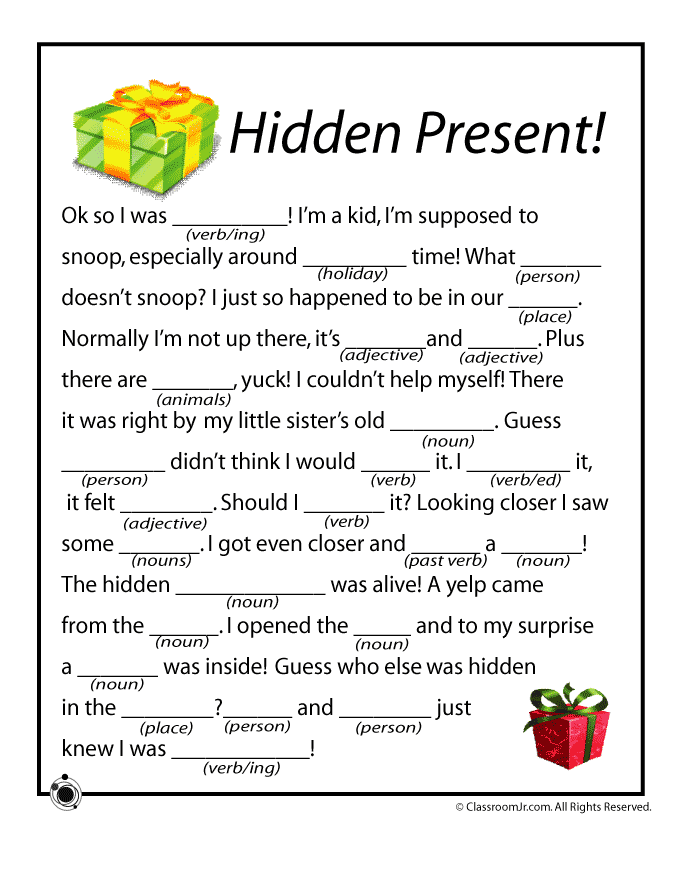 Hidden Present!
Ok so I was __________! I'm a kid, I'm supposed to
(verb/ing)
snoop, especially around _________ time! What _______
(holiday) (person)
doesn't snoop? I just so happened to be in our ______.
(place)
Normally I'm not up there, it's _______and ______. Plus
(adjective) (adjective)
there are _______, yuck! I couldn't help myself! There
(animals)
it was right by my little sister's old _________. Guess
(noun)
_________ didn't think I would ______ it. I _________ it,
(person) (verb) (verb/ed)
it felt ________. Should I _______ it? Looking closer I saw
(adjective) (verb)
some _______. I got even closer and ______ a _______!
(nouns) (past verb) (noun)
The hidden _____________ was alive! A yelp came
(noun)
from the ______. I opened the _____ and to my surprise
(noun) (noun)
a _______ was inside! Guess who else was hidden
(noun)
in the ________?______ and ________ just
(place) (person) (person)
knew I was ____________!
(verb/ing)
© ClassroomJr.com. All Rights Reserved.